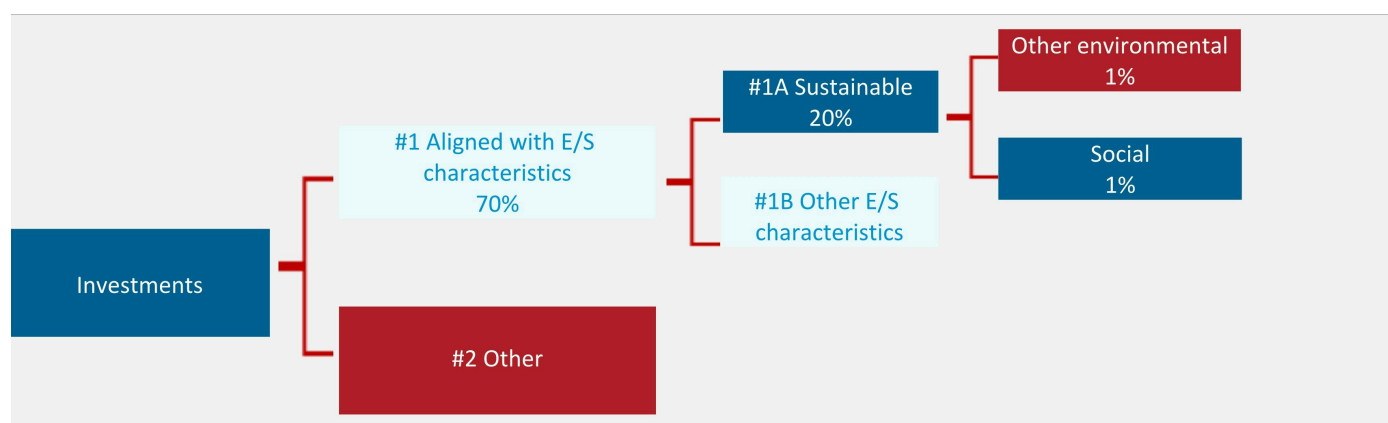 Investments
#1 Aligned with E/S
characteristics
70%
#2 Other
#1A Sustainable
20%
#1B Other E/S
characteristics
Other environmental
1%
Social
1%